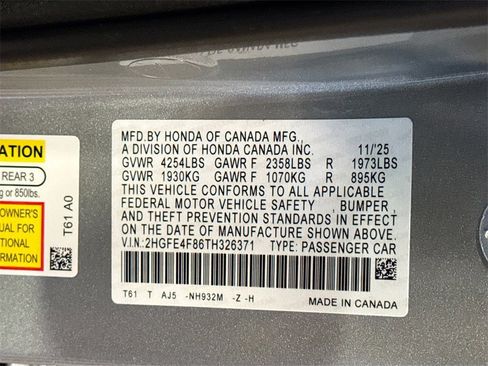 MFD.BY HONDA OF CANADA MFG.,
A DIVISION OF HONDA CANADA INC. 11/25
GVWR 4254LBS GAWR F 2358LBS R 1973LBS
GVWR 1930KG GAWR F 1070KG R 895KG
THIS VEHICLE CONFORMS TO ALL APPLICABLE
FEDERAL MOTOR VEHICLE SAFETY, BUMPER,
AND THEFT PREVENTION STANDARDS IN EFFECT
ON THE DATE OF MANUFACTURE SHOWN ABOVE.
V.I.N.:2HGFE4F86TH326371 TYPE: PASSENGER CAR
T61 T AJ5 -NH932M -Z -H
MADE IN CANADA
ATION
REAR 3
g or 850lbs.
OWNER'S
UAL FOR
TIONAL
MATION
T61 A0